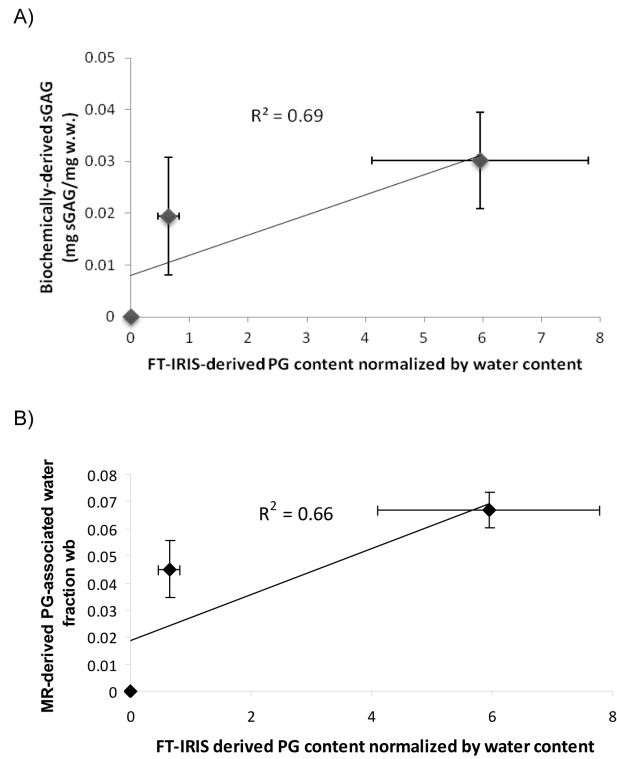 A)
Biochemically-derived sGAG
(mg sGAG/mg w.w.)
0.05
0.04
0.03
0.02
0.01
0
R² = 0.69
0 1 2 3 4 5 6 7 8
FT-IRIS-derived PG content normalized by water content
B)
MR-derived PG-associated water
fraction wb
0.08
0.07
0.06
0.05
0.04
0.03
0.02
0.01
0
R² = 0.66
0 2 4 6 8
FT-IRIS derived PG content normalized by water content